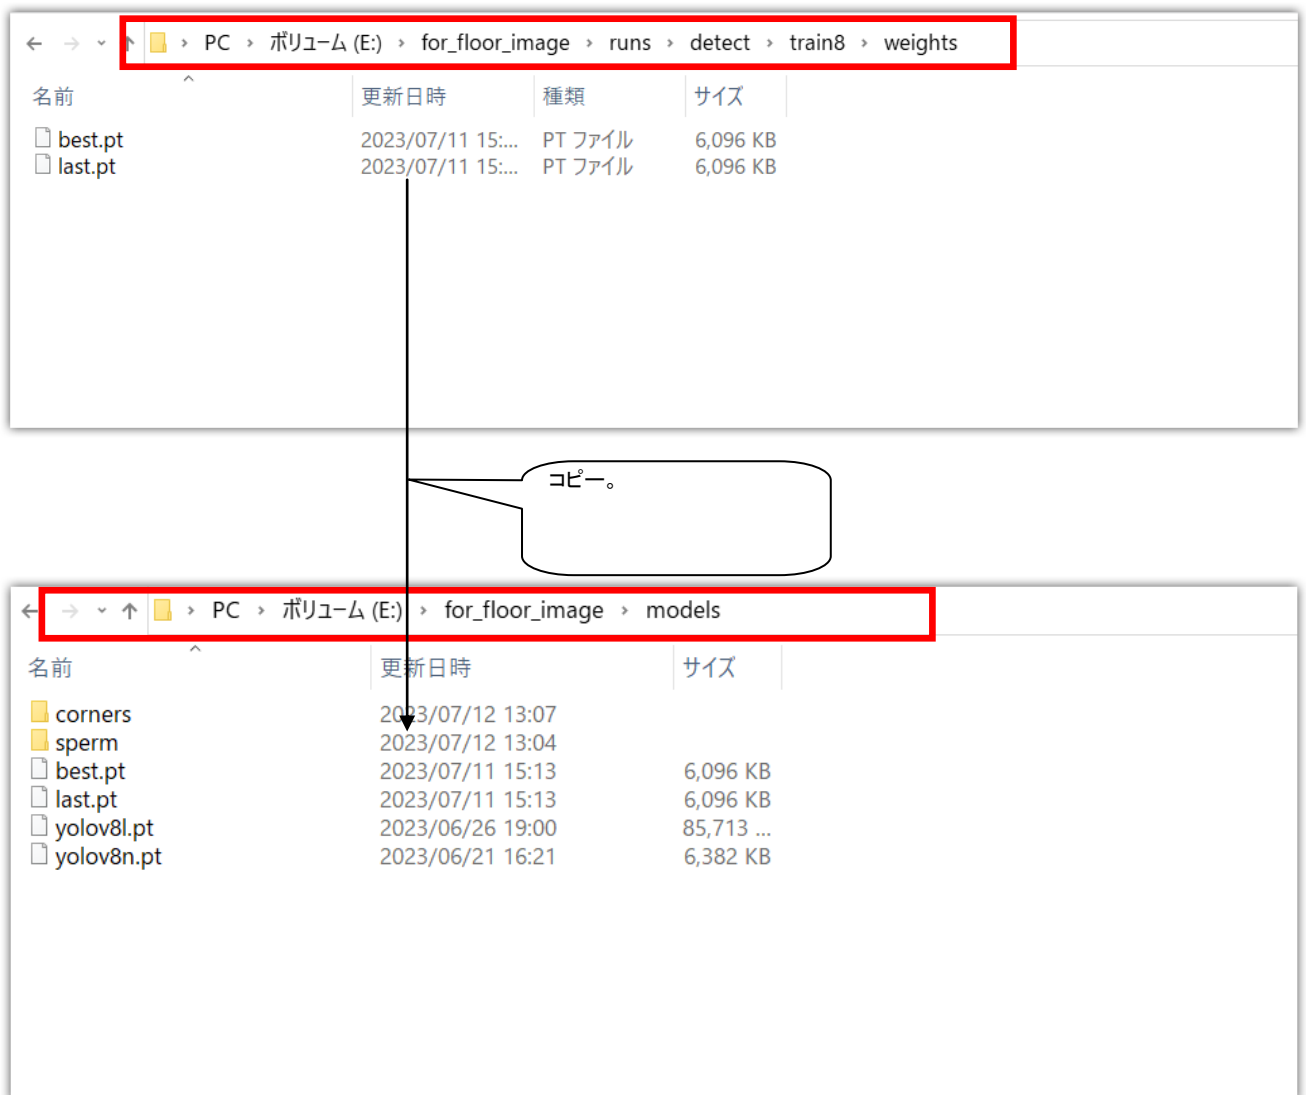 PC › ボリューム (E:) › for_floor_image › runs › detect › train8 › weights
名前 更新日時 種類 サイズ
best.pt 2023/07/11 15:... PT ファイル 6,096 KB
last.pt 2023/07/11 15:... PT ファイル 6,096 KB
コピー。
PC › ボリューム (E:) › for_floor_image › models
名前 更新日時 サイズ
corners 2023/07/12 13:07
sperm 2023/07/12 13:04
best.pt 2023/07/11 15:13 6,096 KB
last.pt 2023/07/11 15:13 6,096 KB
yolov8l.pt 2023/06/26 19:00 85,713 ...
yolov8n.pt 2023/06/21 16:21 6,382 KB